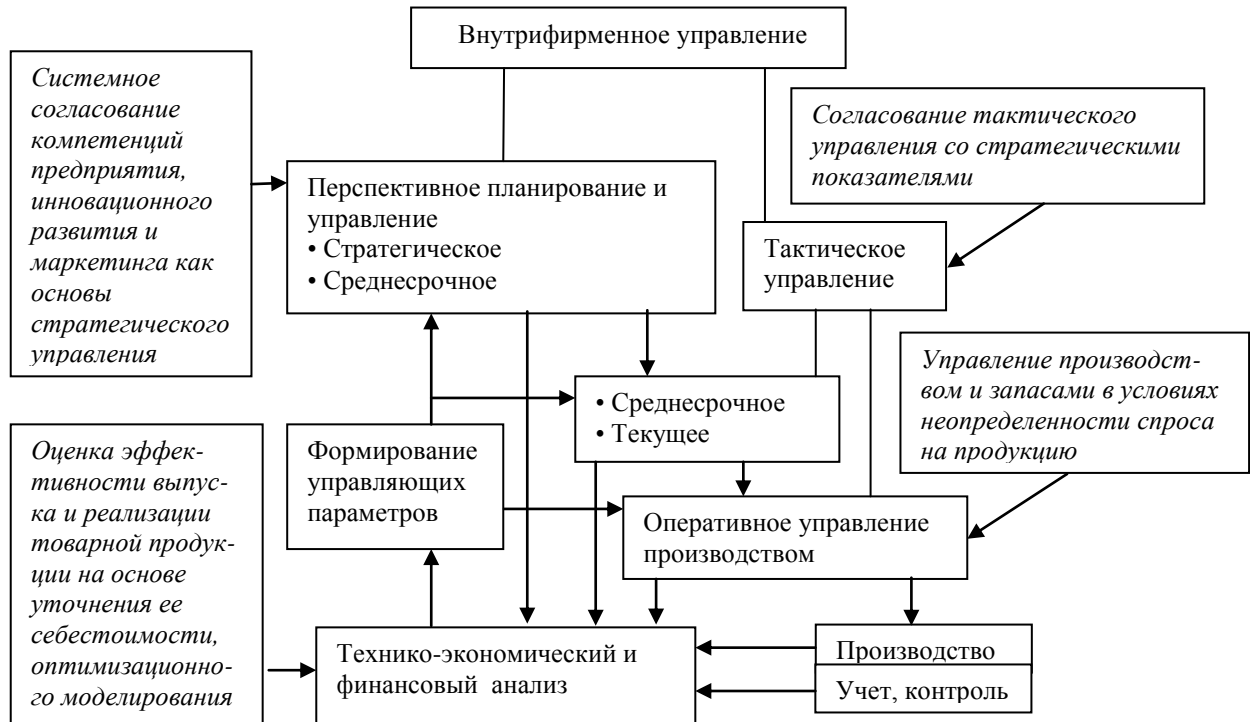 Внутрифирменное управление
Системное
согласование
компетенций
предприятия,
инновационного
развития и
маркетинга как
основы
стратегического
управления
Согласование тактического
управления со стратегическими
показателями
Перспективное планирование и
управление
• Стратегическое
• Среднесрочное
Тактическое
управление
Управление производст-
вом и запасами в условиях
неопределенности спроса
на продукцию
• Среднесрочное
• Текущее
Оценка эффек-
тивности выпус-
ка и реализации
товарной продук-
ции на основе
уточнения ее
себестоимости,
оптимизационно-
го моделирования
Формирование
управляющих
параметров
Оперативное управление
производством
Технико-экономический и
финансовый анализ
Производство
Учет, контроль